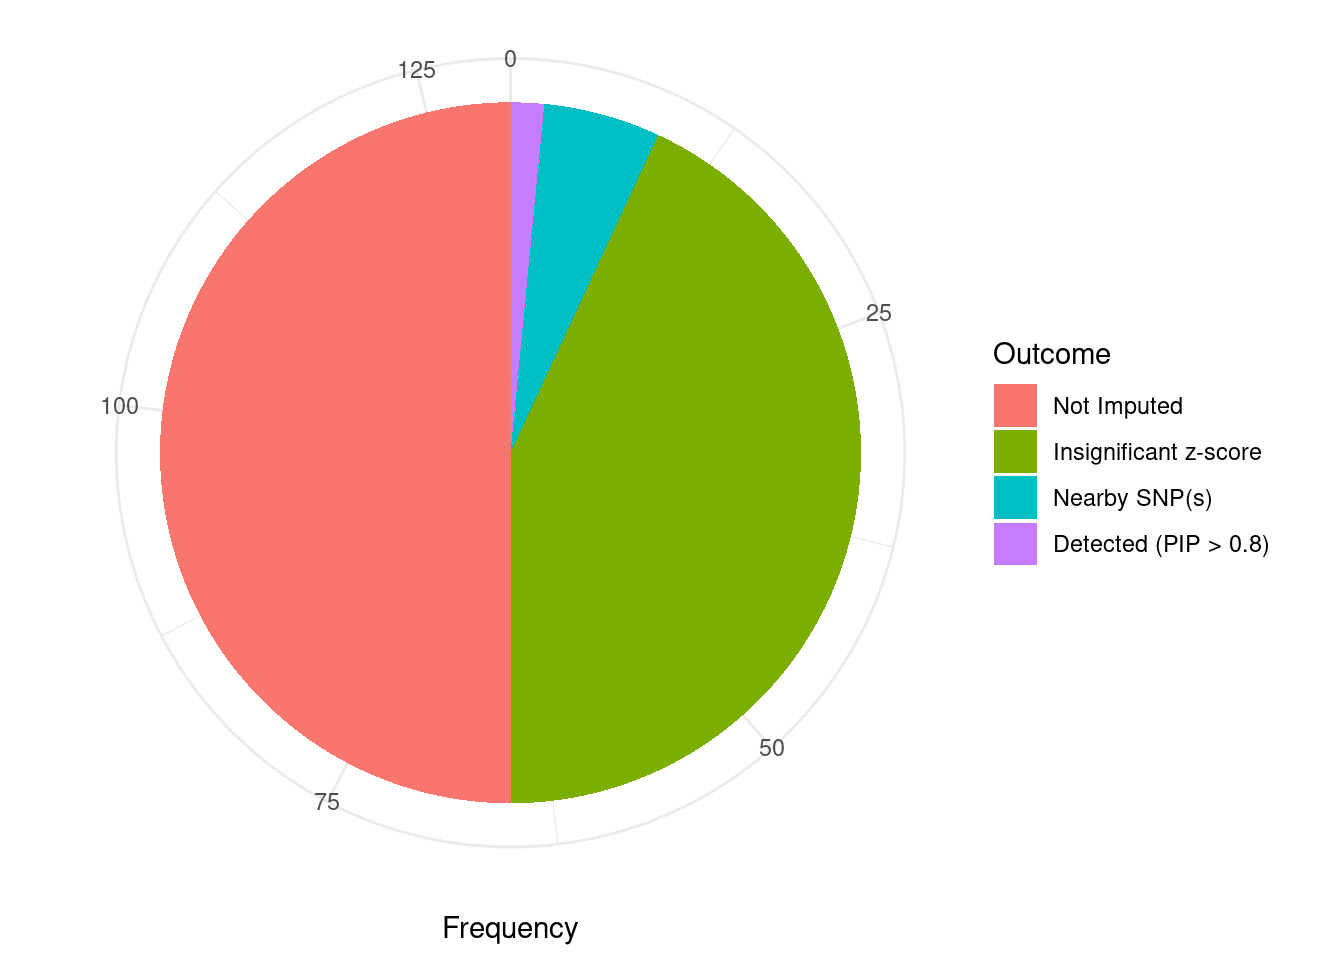 0
125
25
100
50
75
Frequency
Outcome
Not Imputed
Insignificant z-score
Nearby SNP(s)
Detected (PIP > 0.8)